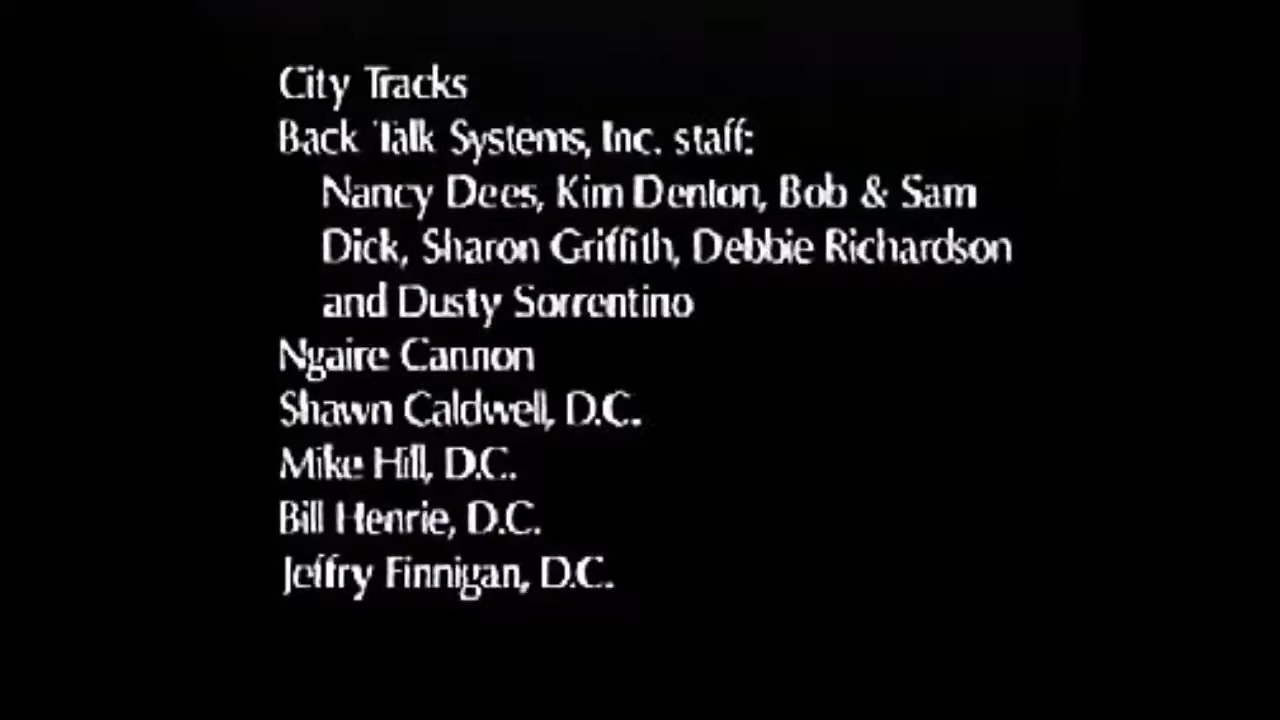 City Tracks
Back Talk Systems, Inc. staff:
Nancy Dees, Kim Denton, Bob & Sam
Dick, Sharon Griffith, Debbie Richardson
and Dusty Sorrentino
Ngaire Cannon
Shawn Caldwell, D.C.
Mike Hill, D.C.
Bill Henrie, D.C.
Jeffry Finnigan, D.C.